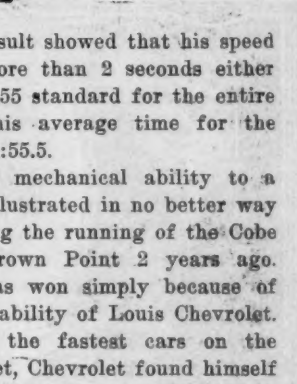 sult showed that his speed
ore than 2 seconds either
55 standard for the entire
is average time for the
:55.5.
mechanical ability to a
lustrated in no better way
g the running of the Cobe
rown Point 2 years ago.
s won simply because of
ability of Louis Chevrolet.
the fastest cars on the
et, Chevrolet found himself